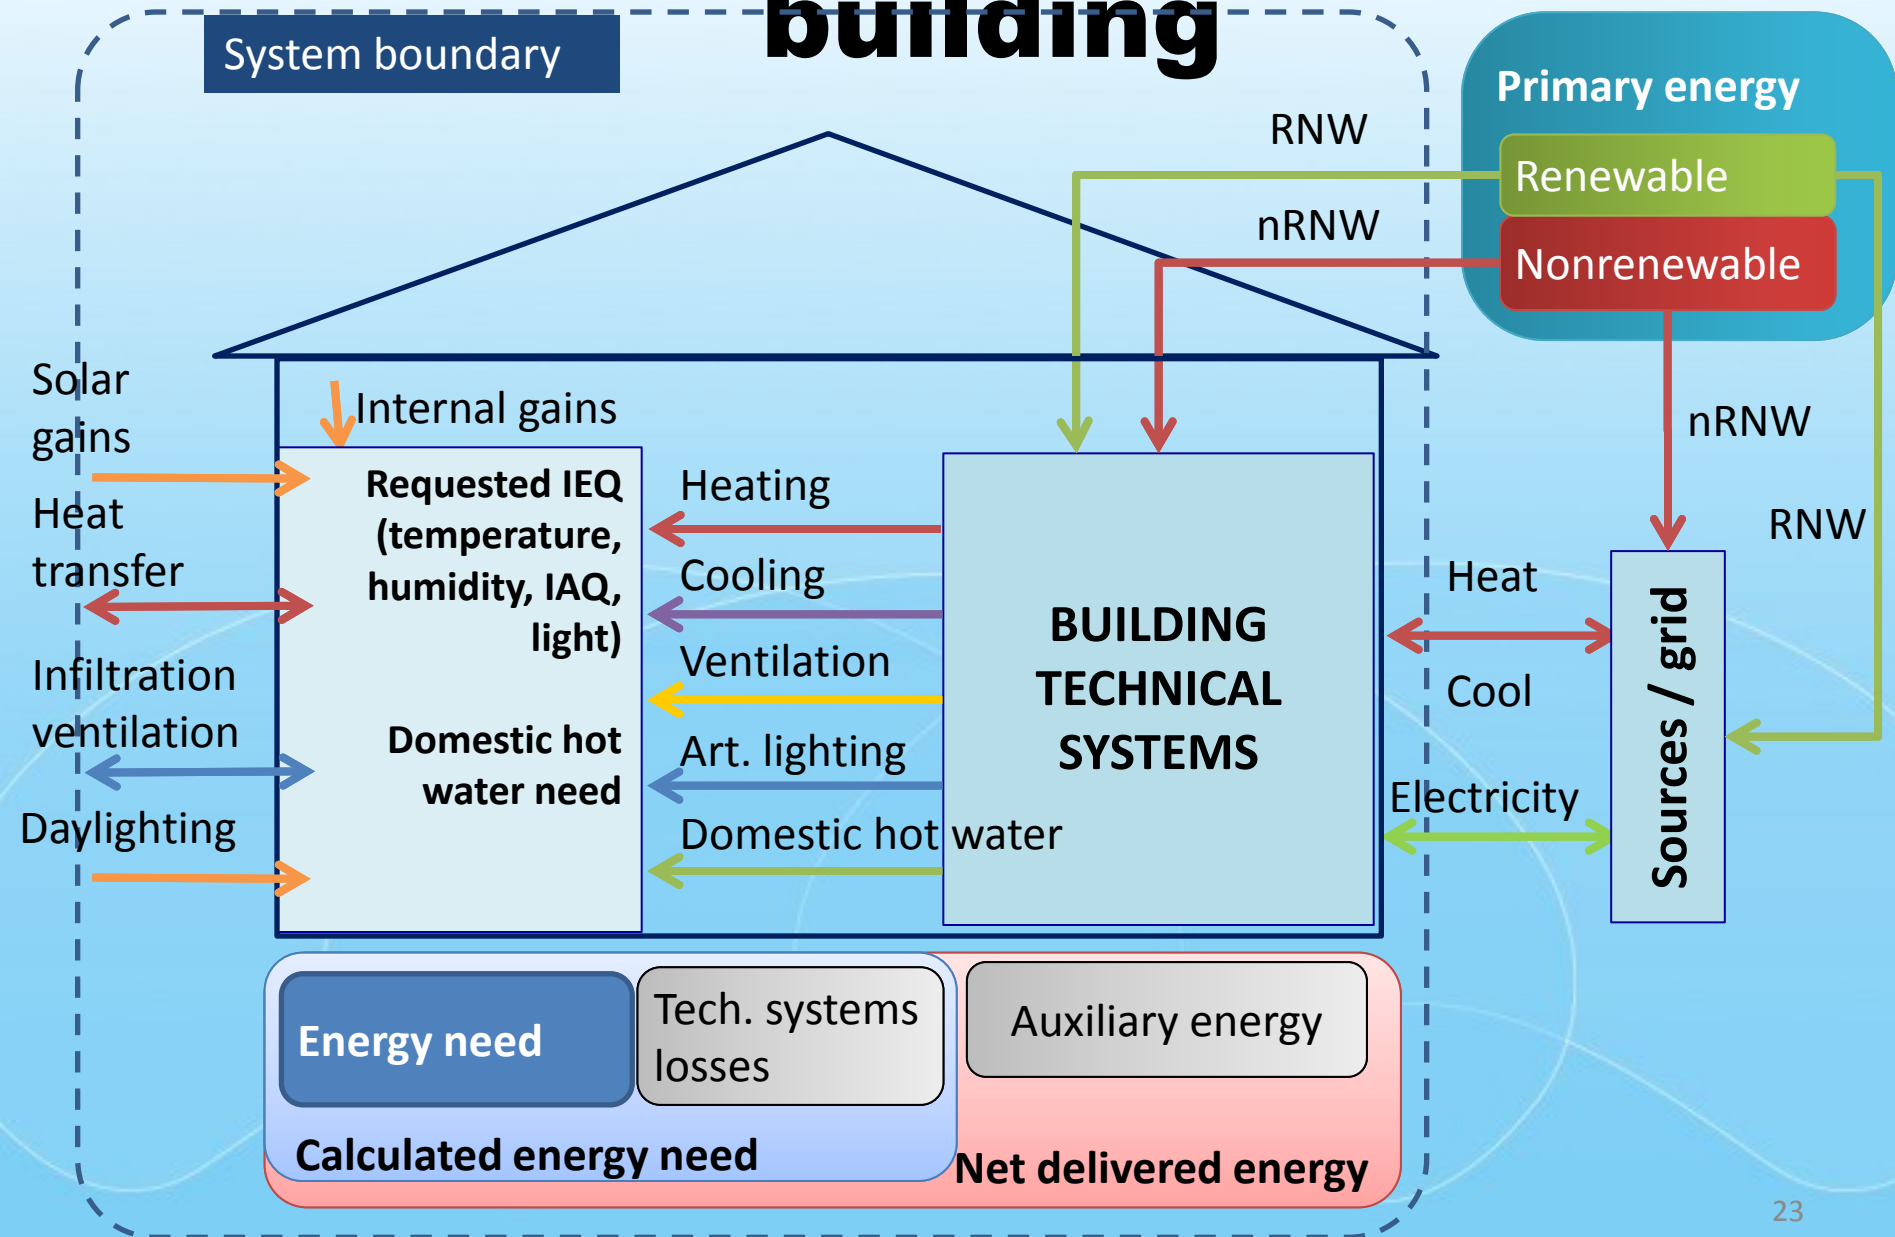 building
System boundary
Primary energy
RNW
Renewable
nRNW
Nonrenewable
Solar
gains
Internal gains
nRNW
Heat
transfer
Requested IEQ
(temperature,
humidity, IAQ,
light)
Heating
RNW
Cooling
Heat
BUILDING
TECHNICAL
SYSTEMS
Infiltration
ventilation
Ventilation
Cool
Sources / grid
Domestic hot
water need
Art. lighting
Electricity
Daylighting
Domestic hot water
Energy need
Tech. systems
losses
Auxiliary energy
Calculated energy need
Net delivered energy
23